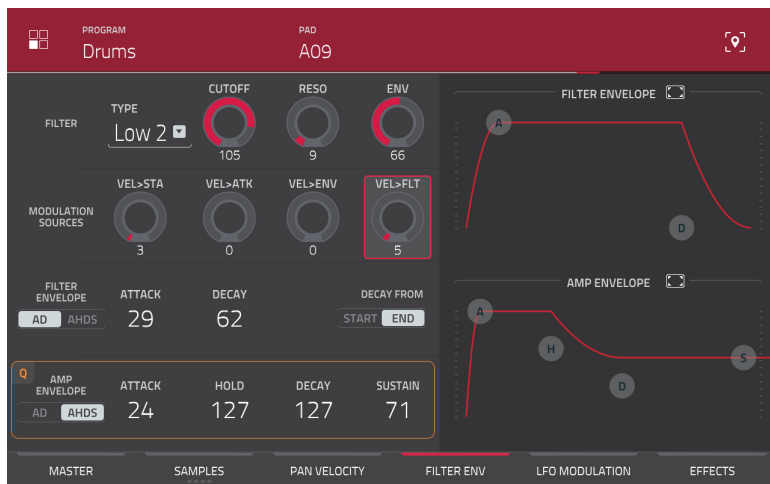 PROGRAM
Drums
PAD
A09
FILTER
TYPE
Low 2
CUTOFF
105
RESO
9
ENV
66
MODULATION
SOURCES
VEL>STA
3
VEL>ATK
0
VEL>ENV
0
VEL>FLT
5
FILTER
ENVELOPE
AD AHDS
ATTACK
29
DECAY
62
DECAY FROM
START END
Q
AMP
ENVELOPE
AD AHDS
ATTACK
24
HOLD
127
DECAY
127
SUSTAIN
71
FILTER ENVELOPE
A
D
AMP ENVELOPE
A
H
D
S
MASTER
SAMPLES
PAN VELOCITY
FILTER ENV
LFO MODULATION
EFFECTS